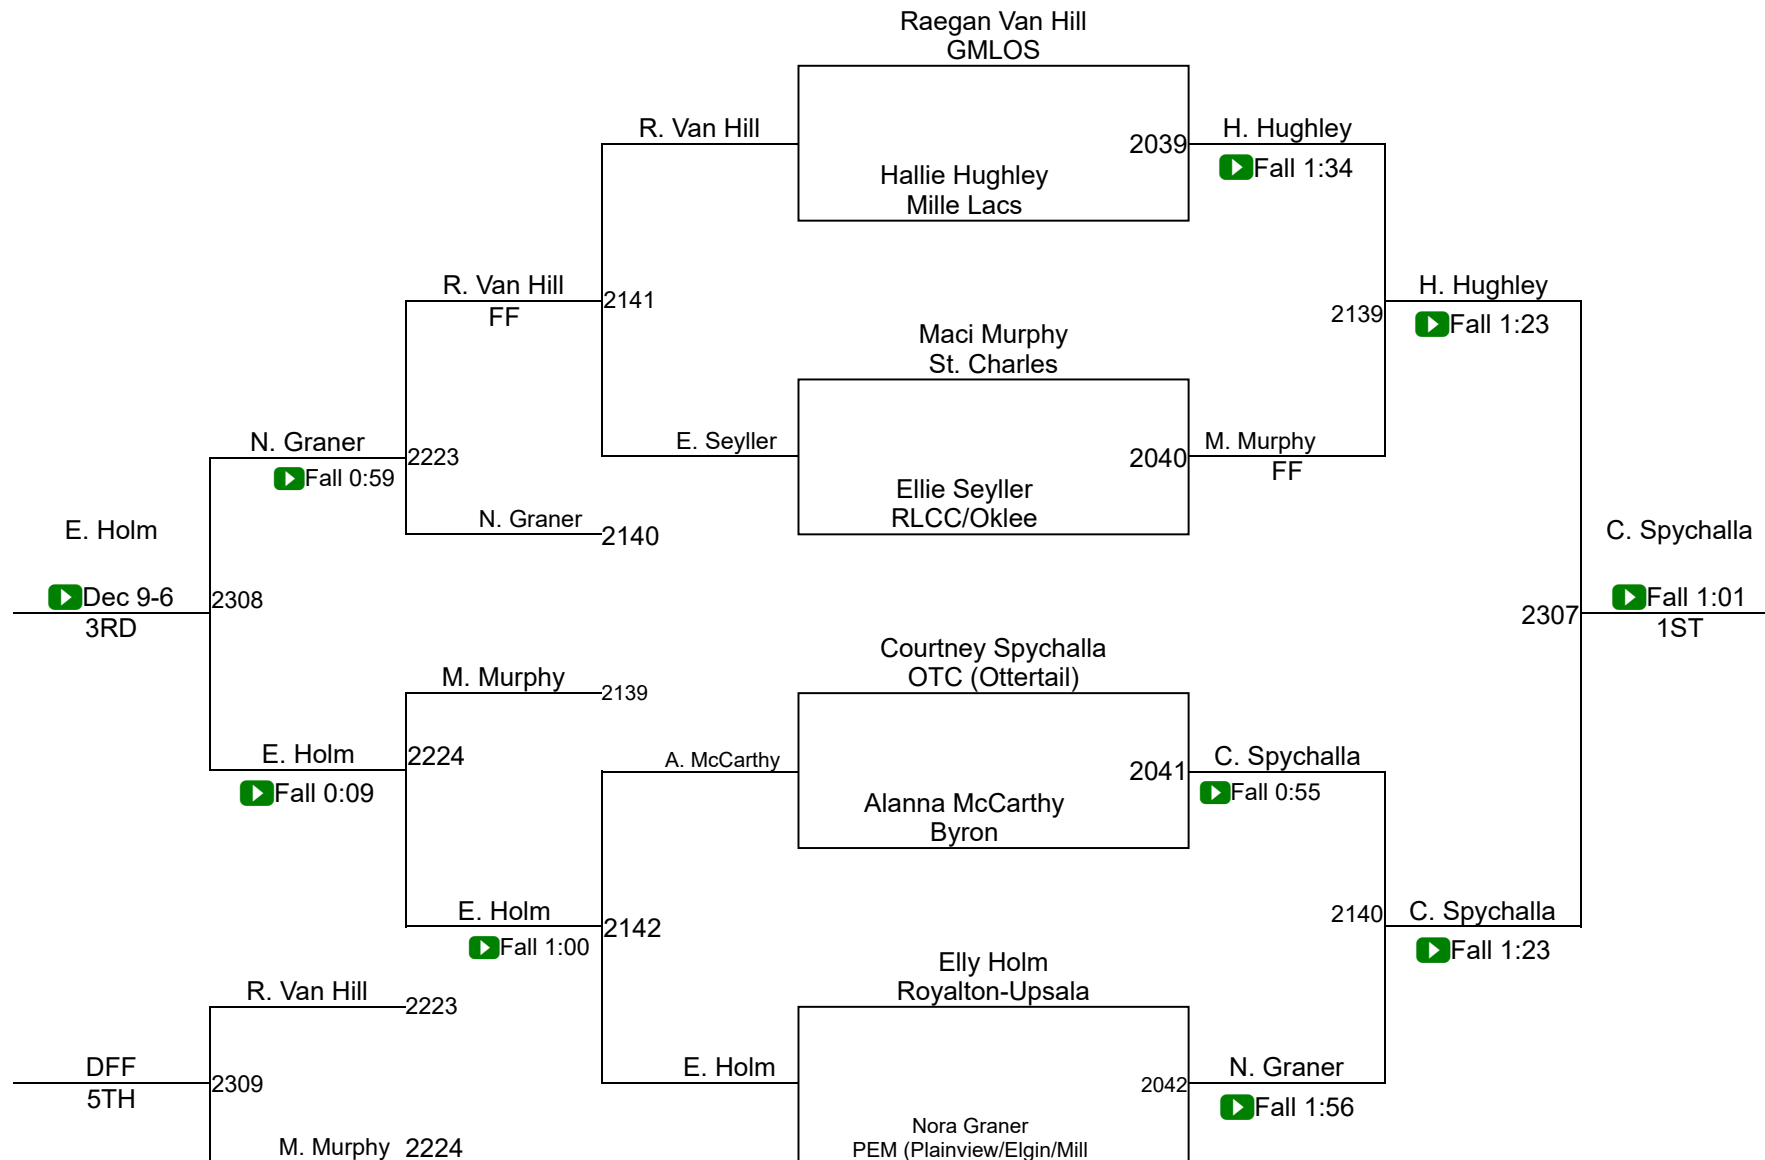 Raegan Van Hill
GMLOS
R. Van Hill
2039
H. Hughley
Fall 1:34
Hallie Hughley
Mille Lacs
R. Van Hill
FF
2141
2139
H. Hughley
Fall 1:23
Maci Murphy
St. Charles
N. Graner
Fall 0:59
2223
E. Seyller
2040
M. Murphy
FF
Ellie Seyller
RLCC/Oklee
N. Graner
2140
E. Holm
Dec 9-6
3RD
2308
C. Spychalla
2307
Fall 1:01
1ST
Courtney Spychalla
OTC (Ottertail)
M. Murphy
2139
E. Holm
Fall 0:09
2224
A. McCarthy
2041
C. Spychalla
Fall 0:55
Alanna McCarthy
Byron
E. Holm
Fall 1:00
2142
2140
C. Spychalla
Fall 1:23
Elly Holm
Royalton-Upsala
R. Van Hill
2223
DFF
5TH
2309
E. Holm
2042
N. Graner
Fall 1:56
Nora Graner
PEM (Plainview/Elgin/Mill
M. Murphy
2224